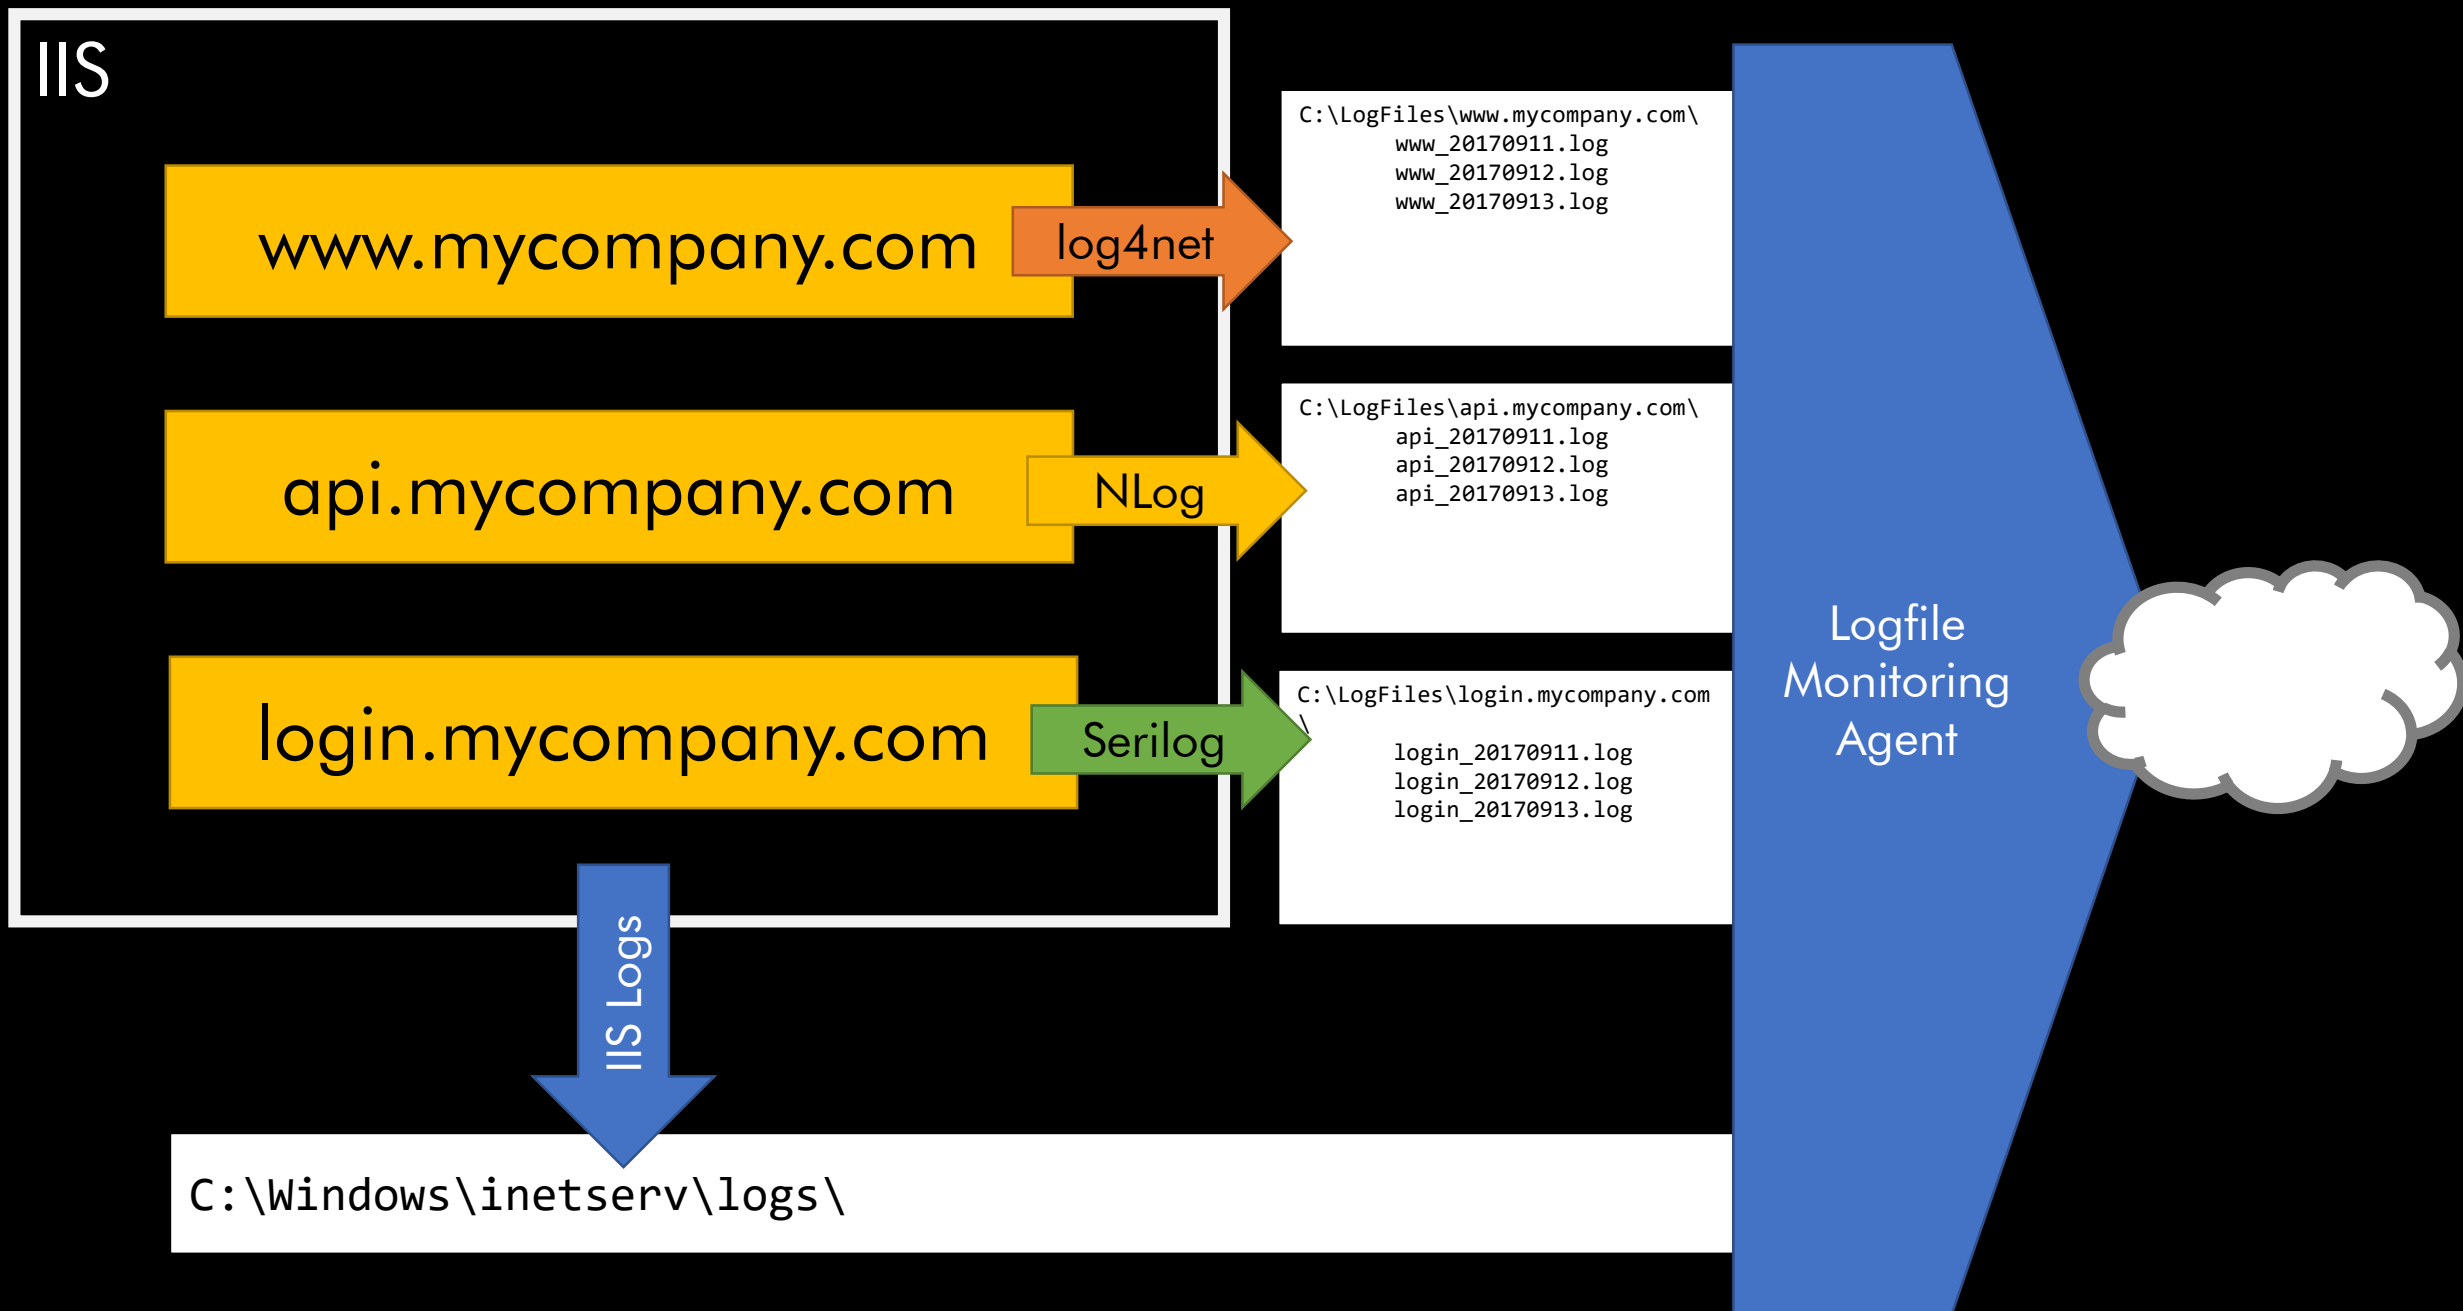 IIS
www.mycompany.com
log4net
C:\LogFiles\www.mycompany.com\
www_20170911.log
www_20170912.log
www_20170913.log
api.mycompany.com
NLog
C:\LogFiles\api.mycompany.com\
api_20170911.log
api_20170912.log
api_20170913.log
login.mycompany.com
Serilog
C:\LogFiles\login.mycompany.com
\
login_20170911.log
login_20170912.log
login_20170913.log
Logfile
Monitoring
Agent
IIS Logs
C:\Windows\inetserv\logs\